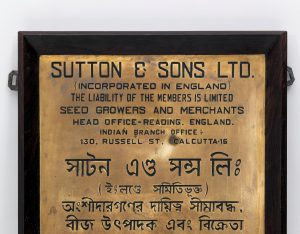 SUTTON & SONS LTD.
(INCORPORATED IN ENGLAND)
THE LIABILITY OF THE MEMBERS IS LIMITED
SEED GROWERS AND MERCHANTS
HEAD OFFICE-READING. ENGLAND.
INDIAN BRANCH OFFICE:-
130, RUSSELL ST., CALCUTTA-16
সাটন এণ্ড সন্স লিঃ
(ইংলণ্ডে সমিতিভুক্ত)
অংশীদারগণের দায়িত্ব সীমাবদ্ধ,
বীজ উৎপাদক এবং বিক্রেতা